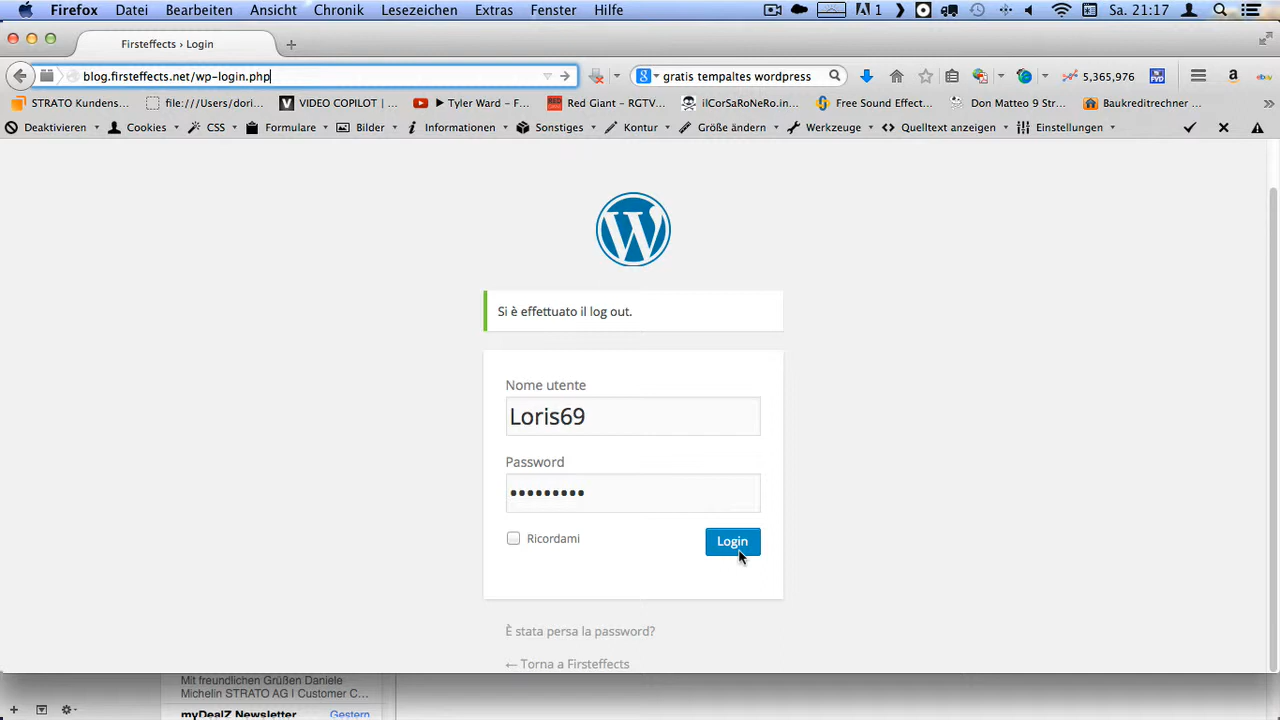 Firefox Datei Bearbeiten Ansicht Chronik Lesezeichen Extras Fenster Hilfe 1 Sa. 21:17
Firsteffects › Login
blog.firsteffects.net/wp-login.php gratis tempaltes wordpress 5,365,976
STRATO Kundens... file:///Users/dori... VIDEO COPILOT | ... ▶ Tyler Ward – F... Red Giant – RGTV... ilCorSaRoNeRo.in... Free Sound Effect... Don Matteo 9 Str... Baukreditrechner ... »
Deaktivieren Cookies CSS Formulare Bilder Informationen Sonstiges Kontur Größe ändern Werkzeuge Quelltext anzeigen Einstellungen
Si è effettuato il log out.
Nome utente
Loris69
Password
•••••••••
Ricordami Login
È stata persa la password?
← Torna a Firsteffects
Mit freundlichen Grüßen Daniele
Michelin STRATO AG I Customer C...
myDealZ Newsletter Gestern